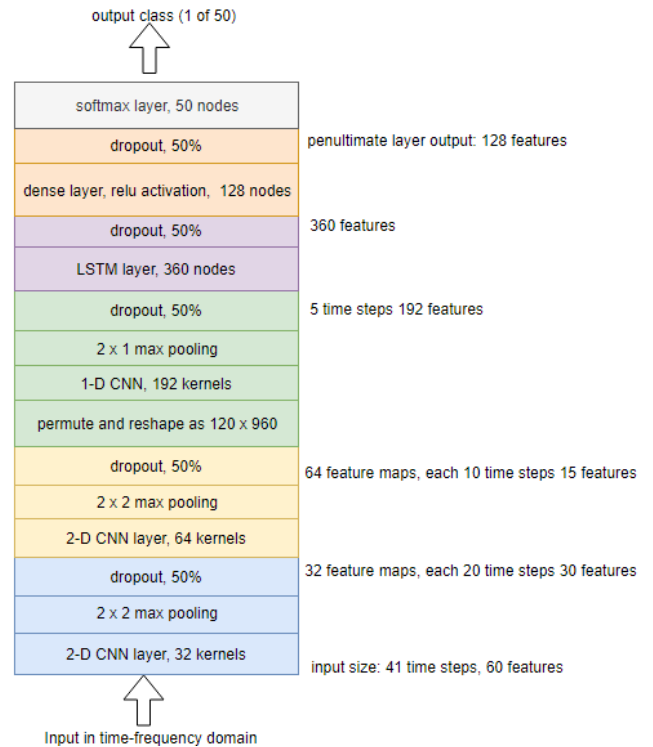 output class (1 of 50)
softmax layer, 50 nodes
dropout, 50%
penultimate layer output: 128 features
dense layer, relu activation, 128 nodes
dropout, 50%
360 features
LSTM layer, 360 nodes
dropout, 50%
5 time steps 192 features
2 x 1 max pooling
1-D CNN, 192 kernels
permute and reshape as 120 x 960
dropout, 50%
64 feature maps, each 10 time steps 15 features
2 x 2 max pooling
2-D CNN layer, 64 kernels
dropout, 50%
32 feature maps, each 20 time steps 30 features
2 x 2 max pooling
2-D CNN layer, 32 kernels
input size: 41 time steps, 60 features
Input in time-frequency domain